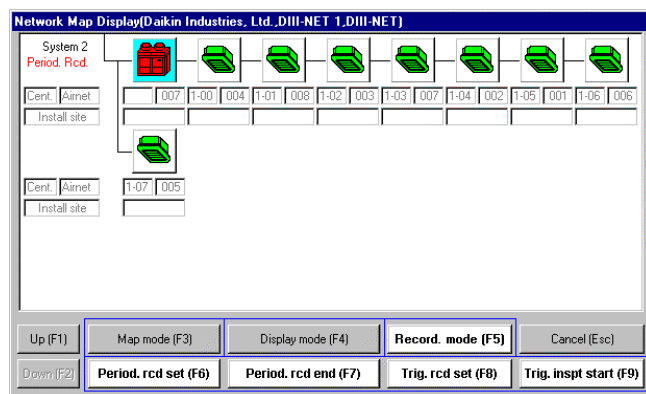 Network Map Display(Daikin Industries, Ltd.,DIII-NET 1,DIII-NET)
System 2
Period. Rcd.
Cent. Airnet 007 1-00 004 1-01 008 1-02 003 1-03 007 1-04 002 1-05 001 1-06 006
Install site
Cent. Airnet 1-07 005
Install site
Up (F1) Map mode (F3) Display mode (F4) Record. mode (F5) Cancel (Esc)
Down (F2) Period. rcd set (F6) Period. rcd end (F7) Trig. rcd set (F8) Trig. inspt start (F9)